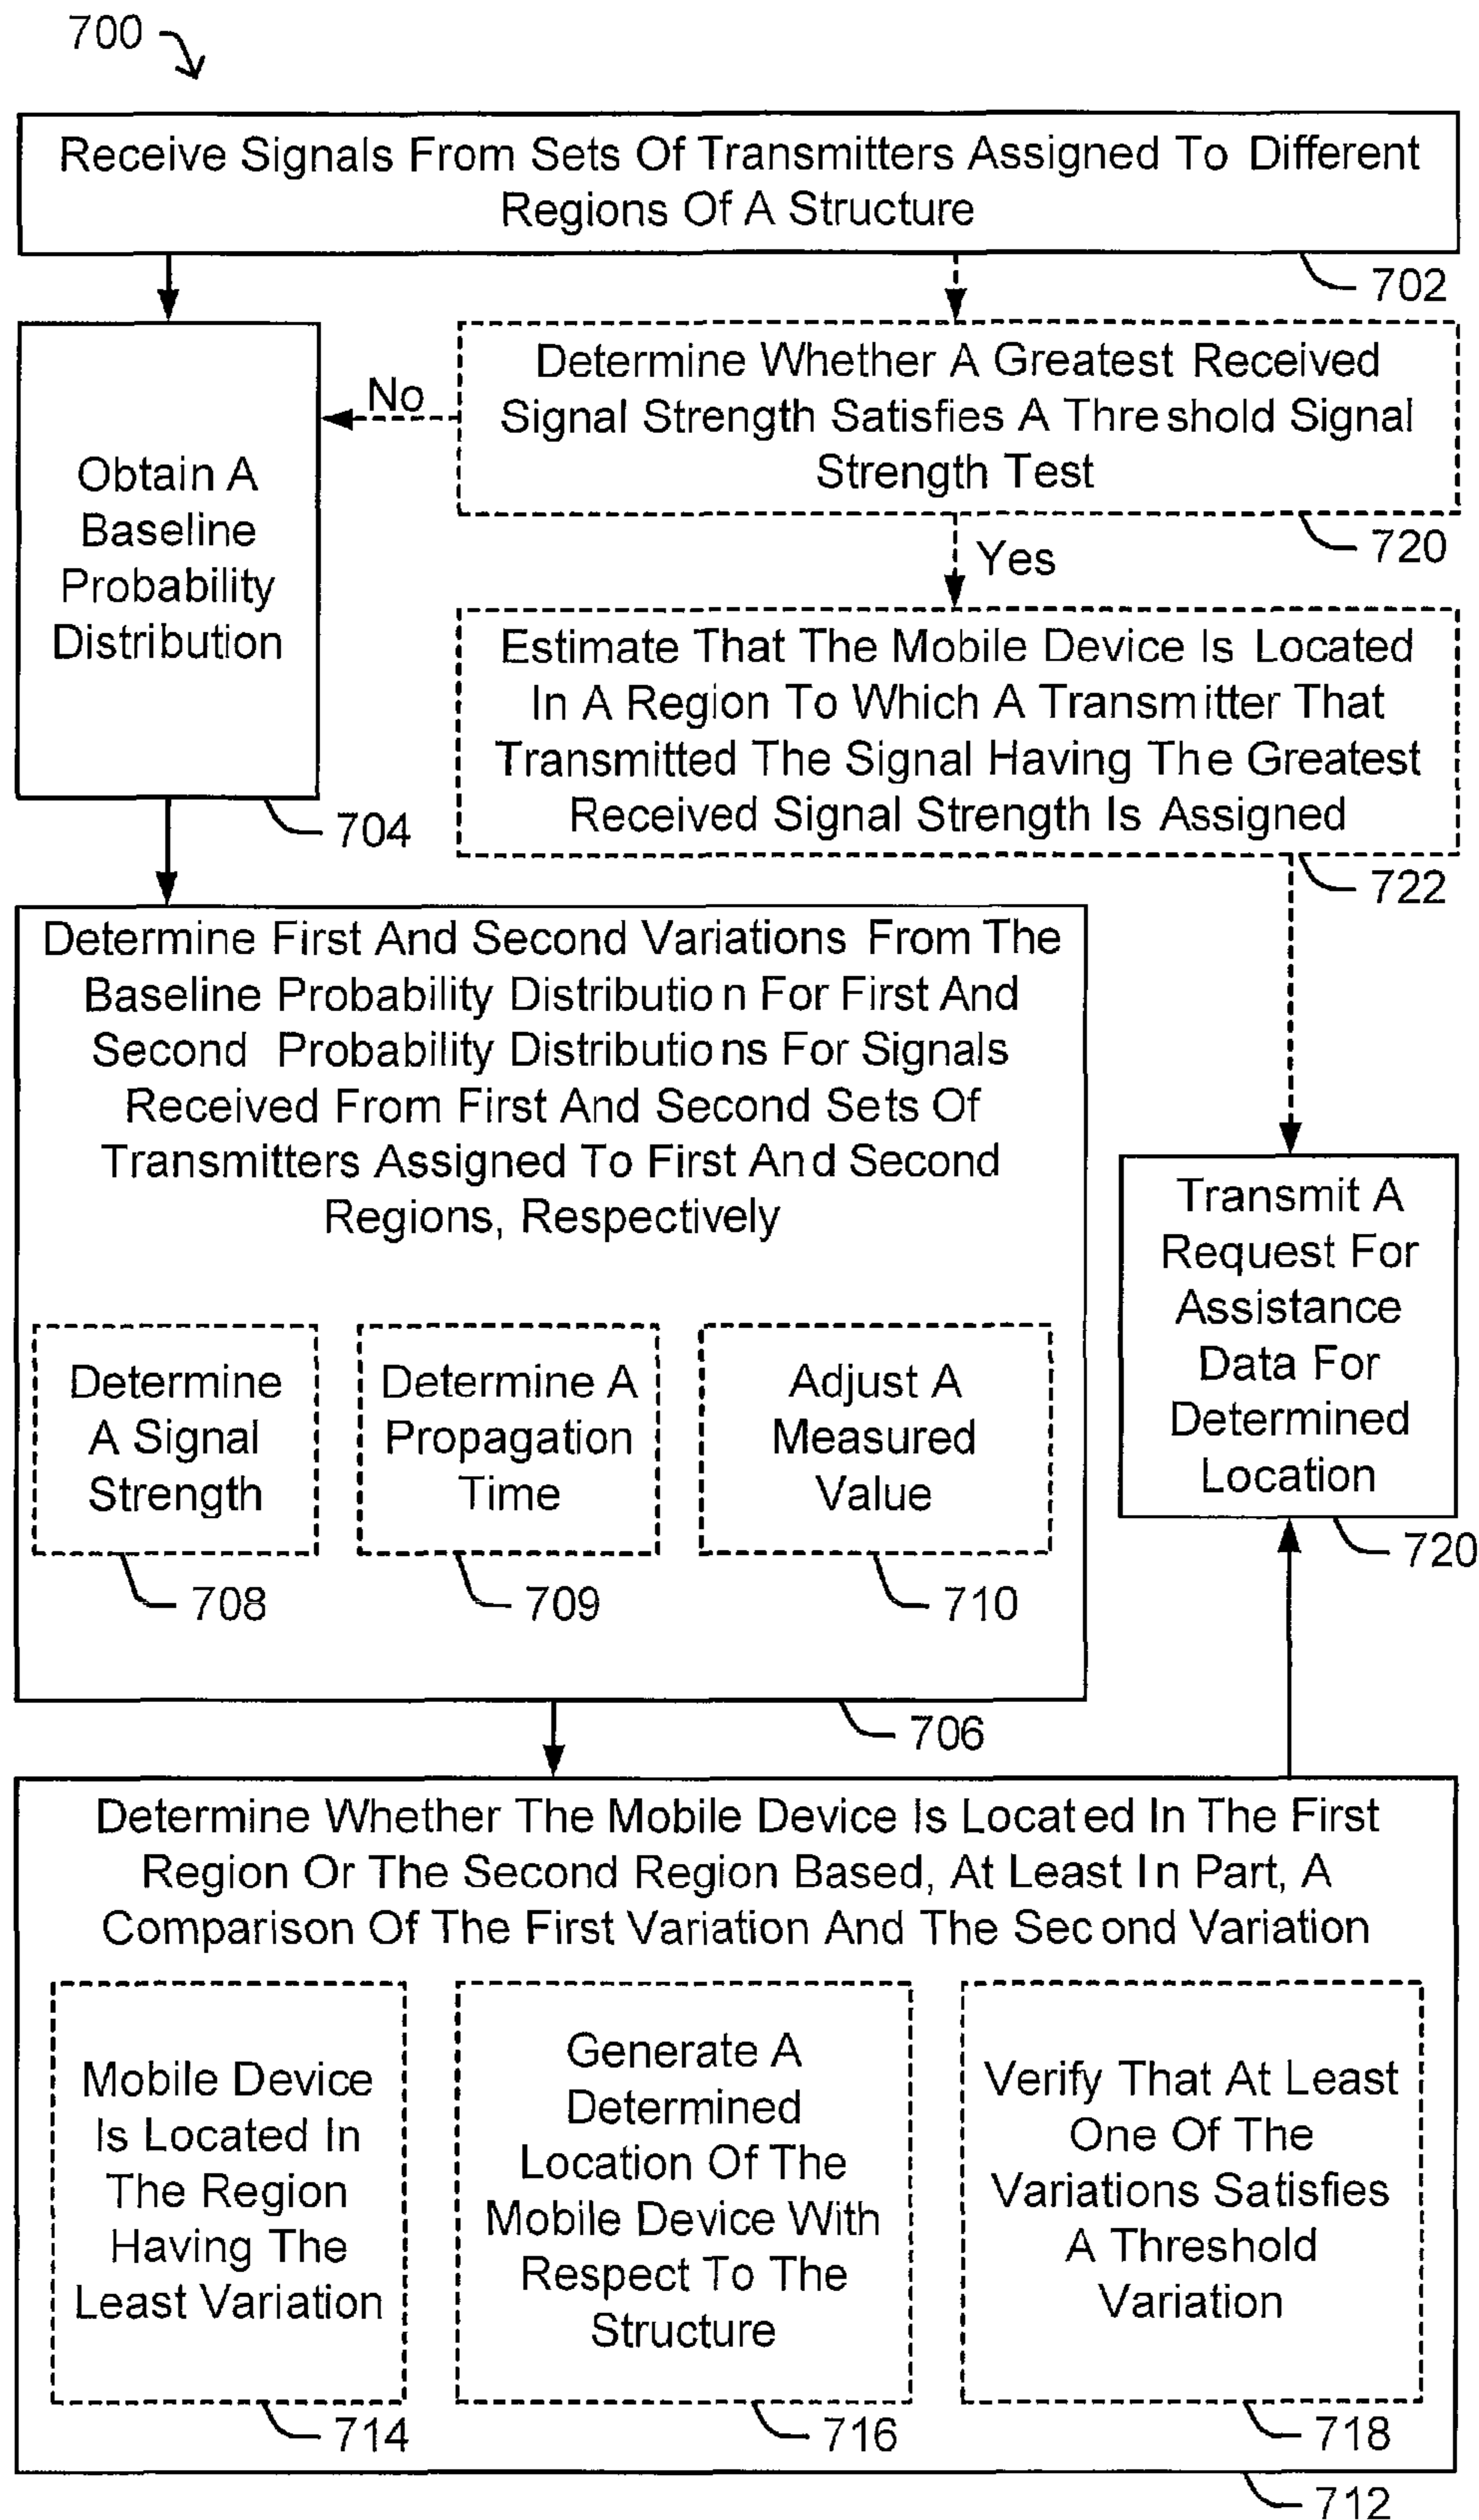 700
Receive Signals From Sets Of Transmitters Assigned To Different
Regions Of A Structure
702
Determine Whether A Greatest Received
Signal Strength Satisfies A Threshold Signal
Strength Test
720
No
Obtain A
Baseline
Probability
Distribution
704
Yes
Estimate That The Mobile Device Is Located
In A Region To Which A Transmitter That
Transmitted The Signal Having The Greatest
Received Signal Strength Is Assigned
722
Determine First And Second Variations From The
Baseline Probability Distribution For First And
Second Probability Distributions For Signals
Received From First And Second Sets Of
Transmitters Assigned To First And Second
Regions, Respectively
Determine
A Signal
Strength
708
Determine A
Propagation
Time
709
Adjust A
Measured
Value
710
706
Transmit A
Request For
Assistance
Data For
Determined
Location
720
Determine Whether The Mobile Device Is Located In The First
Region Or The Second Region Based, At Least In Part, A
Comparison Of The First Variation And The Second Variation
Mobile Device
Is Located In
The Region
Having The
Least Variation
714
Generate A
Determined
Location Of The
Mobile Device With
Respect To The
Structure
716
Verify That At Least
One Of The
Variations Satisfies
A Threshold
Variation
718
712